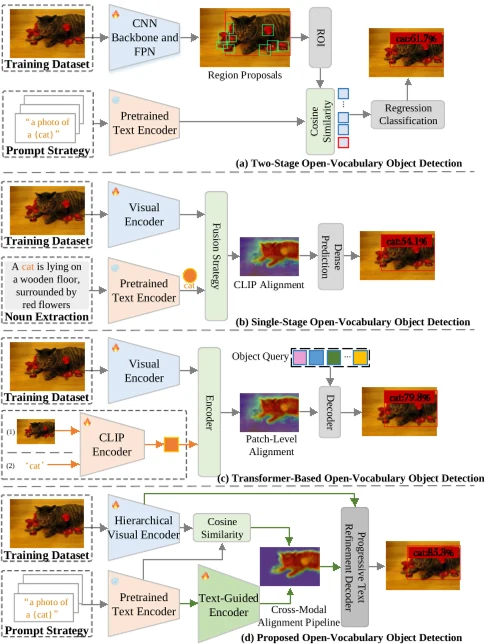 CNN
Backbone and
FPN
Training Dataset
Region Proposals
ROI
cat:61.7%
"a photo of
a {cat}"
Prompt Strategy
Pretrained
Text Encoder
Cosine
Similarity
Regression
Classification
(a) Two-Stage Open-Vocabulary Object Detection
Training Dataset
Visual
Encoder
A cat is lying on
a wooden floor,
surrounded by
red flowers
Noun Extraction
Pretrained
Text Encoder
cat
Fusion Strategy
CLIP Alignment
Dense
Prediction
cat:64.1%
(b) Single-Stage Open-Vocabulary Object Detection
Training Dataset
Visual
Encoder
(1)
(2)
'cat'
CLIP
Encoder
Encoder
Object Query
...
Patch-Level
Alignment
Decoder
cat:79.8%
(c) Transformer-Based Open-Vocabulary Object Detection
Training Dataset
Hierarchical
Visual Encoder
Cosine
Similarity
"a photo of
a {cat}"
Prompt Strategy
Pretrained
Text Encoder
Text-Guided
Encoder
Cross-Modal
Alignment Pipeline
Progressive Text
Refinement Decoder
cat:85.8%
(d) Proposed Open-Vocabulary Object Detection